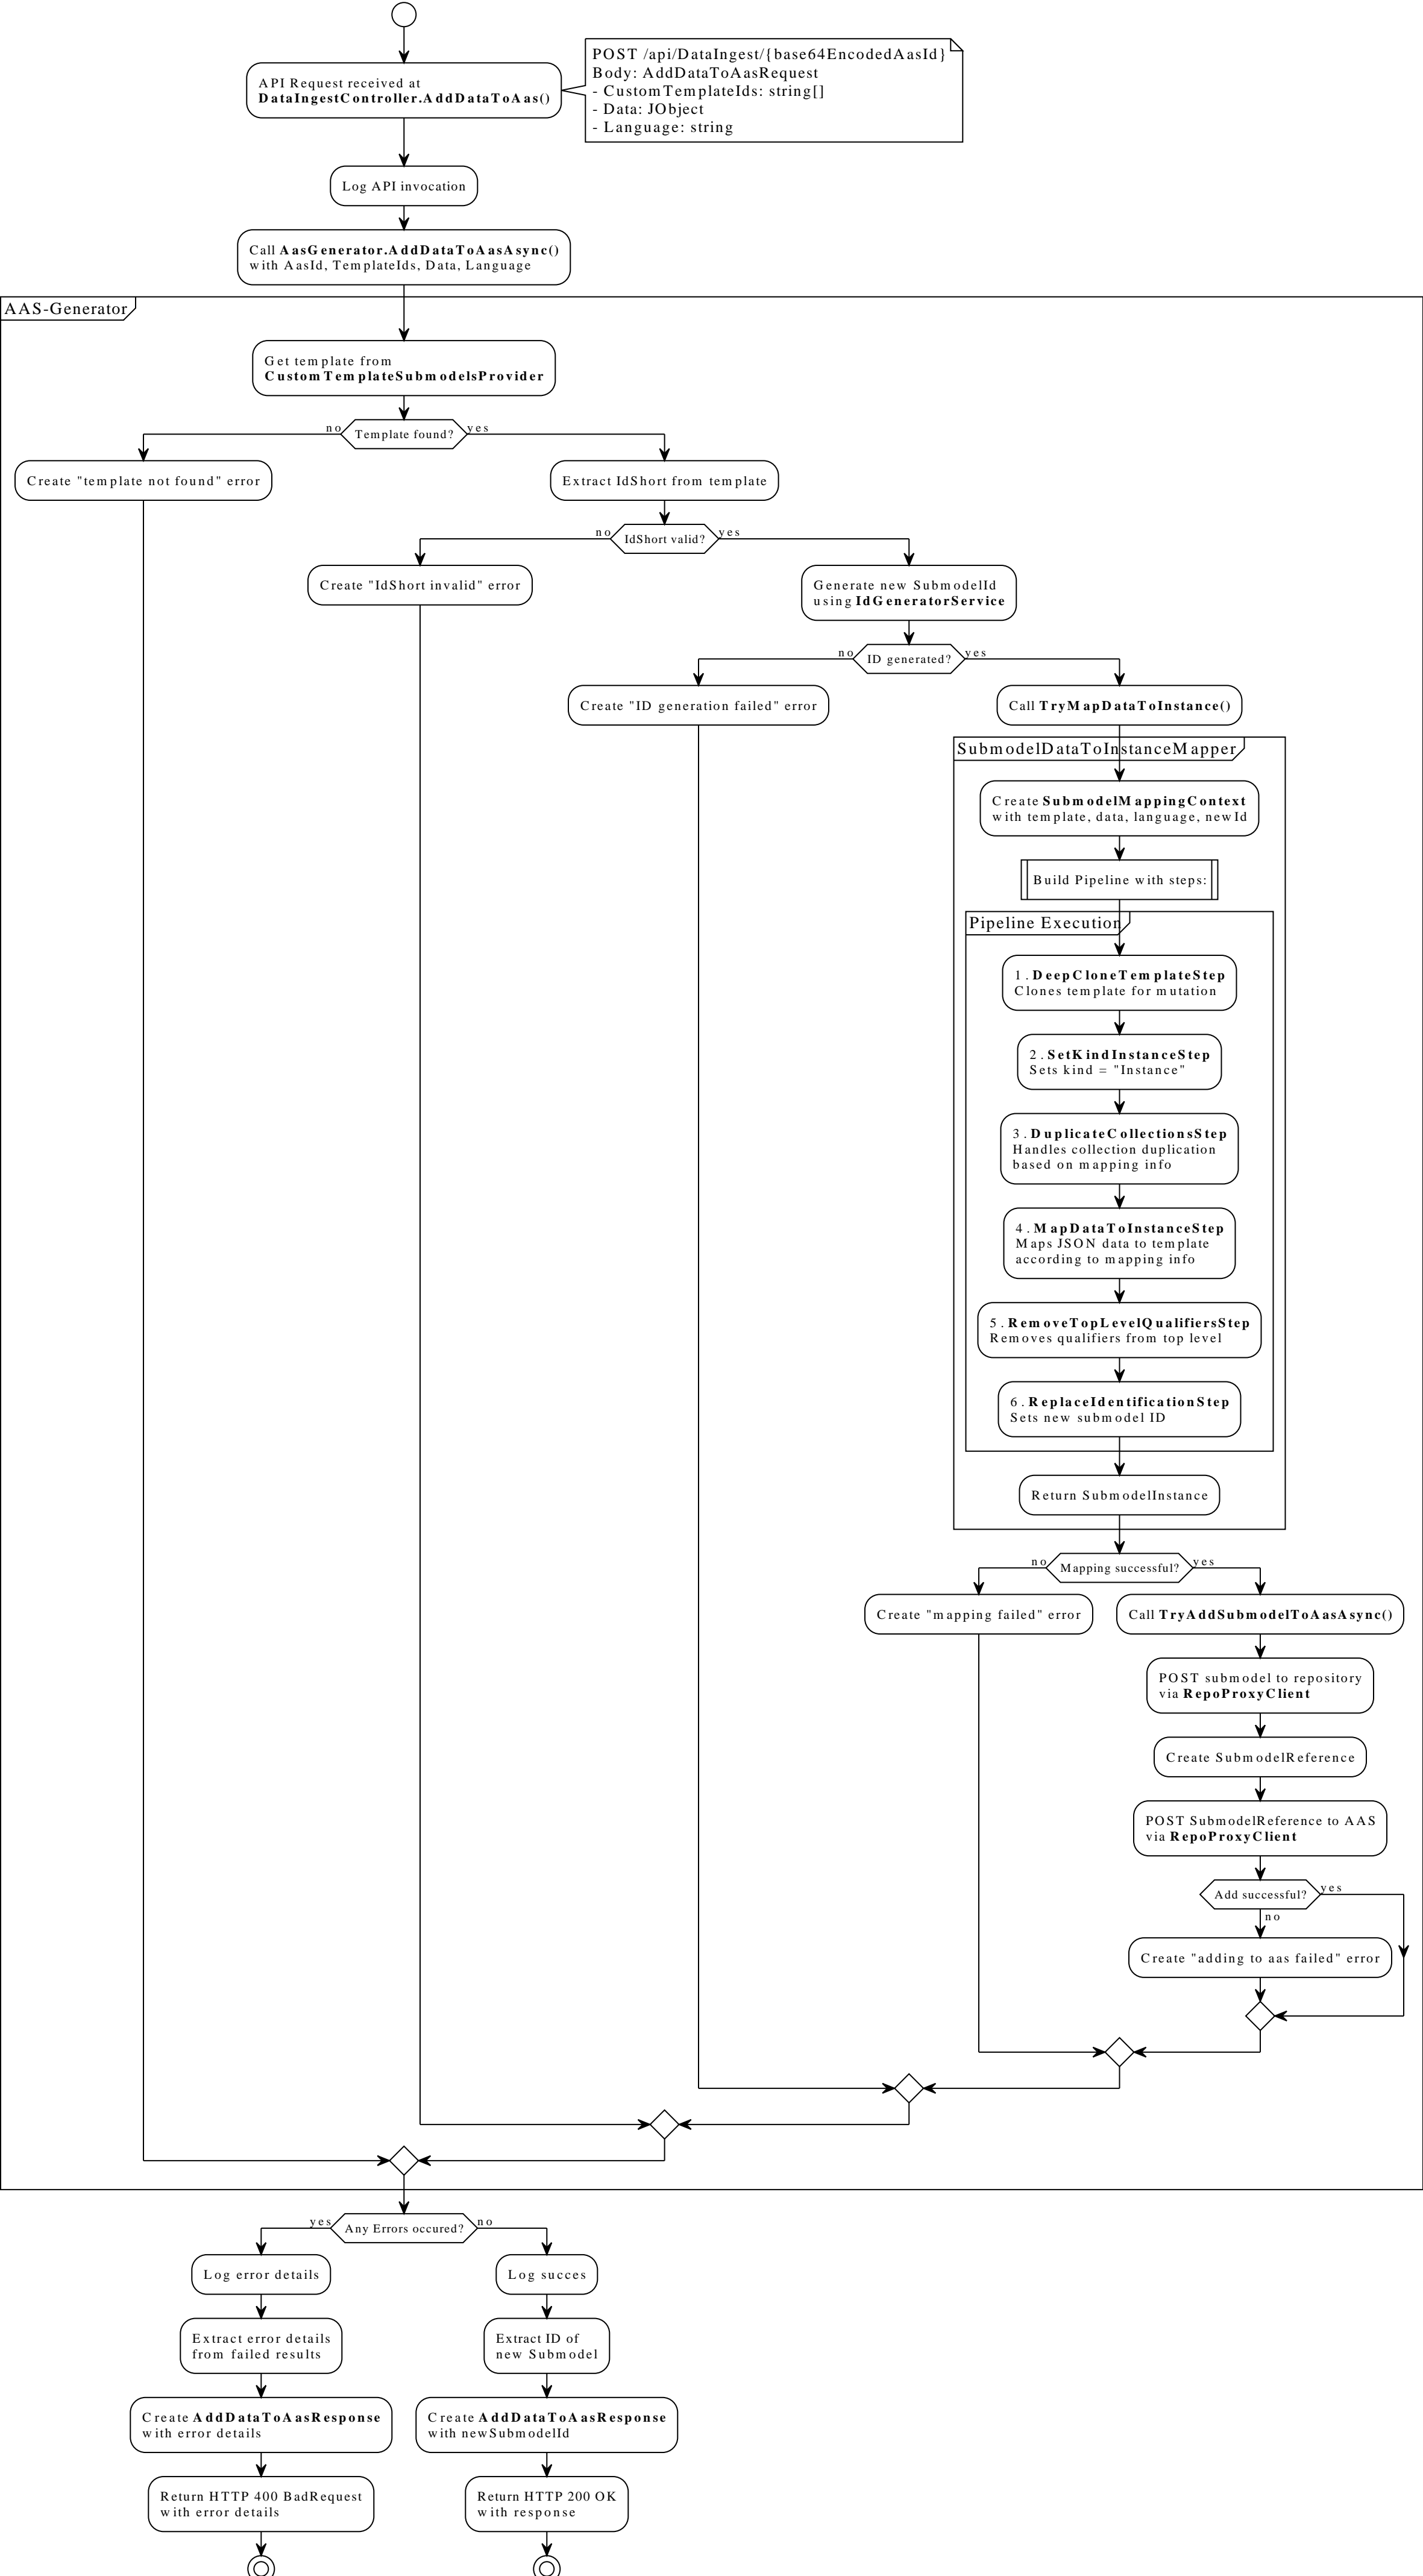 API Request received at
DataIngestController.AddDataToAas()
POST /api/DataIngest/{base64EncodedAasId}
Body: AddDataToAasRequest
- CustomTemplateIds: string[]
- Data: JObject
- Language: string
Log API invocation
Call AasGenerator.AddDataToAasAsync()
with AasId, TemplateIds, Data, Language
AAS-Generator
Get template from
CustomTemplateSubmodelsProvider
no
Template found?
yes
Create "template not found" error
Extract IdShort from template
no
IdShort valid?
yes
Create "IdShort invalid" error
Generate new SubmodelId
using IdGeneratorService
no
ID generated?
yes
Create "ID generation failed" error
Call TryMapDataToInstance()
SubmodelDataToInstanceMapper
Create SubmodelMappingContext
with template, data, language, newId
Build Pipeline with steps:
Pipeline Execution
1. DeepCloneTemplateStep
Clones template for mutation
2. SetKindInstanceStep
Sets kind = "Instance"
3. DuplicateCollectionsStep
Handles collection duplication
based on mapping info
4. MapDataToInstanceStep
Maps JSON data to template
according to mapping info
5. RemoveTopLevelQualifiersStep
Removes qualifiers from top level
6. ReplaceIdentificationStep
Sets new submodel ID
Return SubmodelInstance
no
Mapping successful?
yes
Create "mapping failed" error
Call TryAddSubmodelToAasAsync()
POST submodel to repository
via RepoProxyClient
Create SubmodelReference
POST SubmodelReference to AAS
via RepoProxyClient
Add successful?
yes
no
Create "adding to aas failed" error
yes
Any Errors occured?
no
Log error details
Log succes
Extract error details
from failed results
Extract ID of
new Submodel
Create AddDataToAasResponse
with error details
Create AddDataToAasResponse
with newSubmodelId
Return HTTP 400 BadRequest
with error details
Return HTTP 200 OK
with response